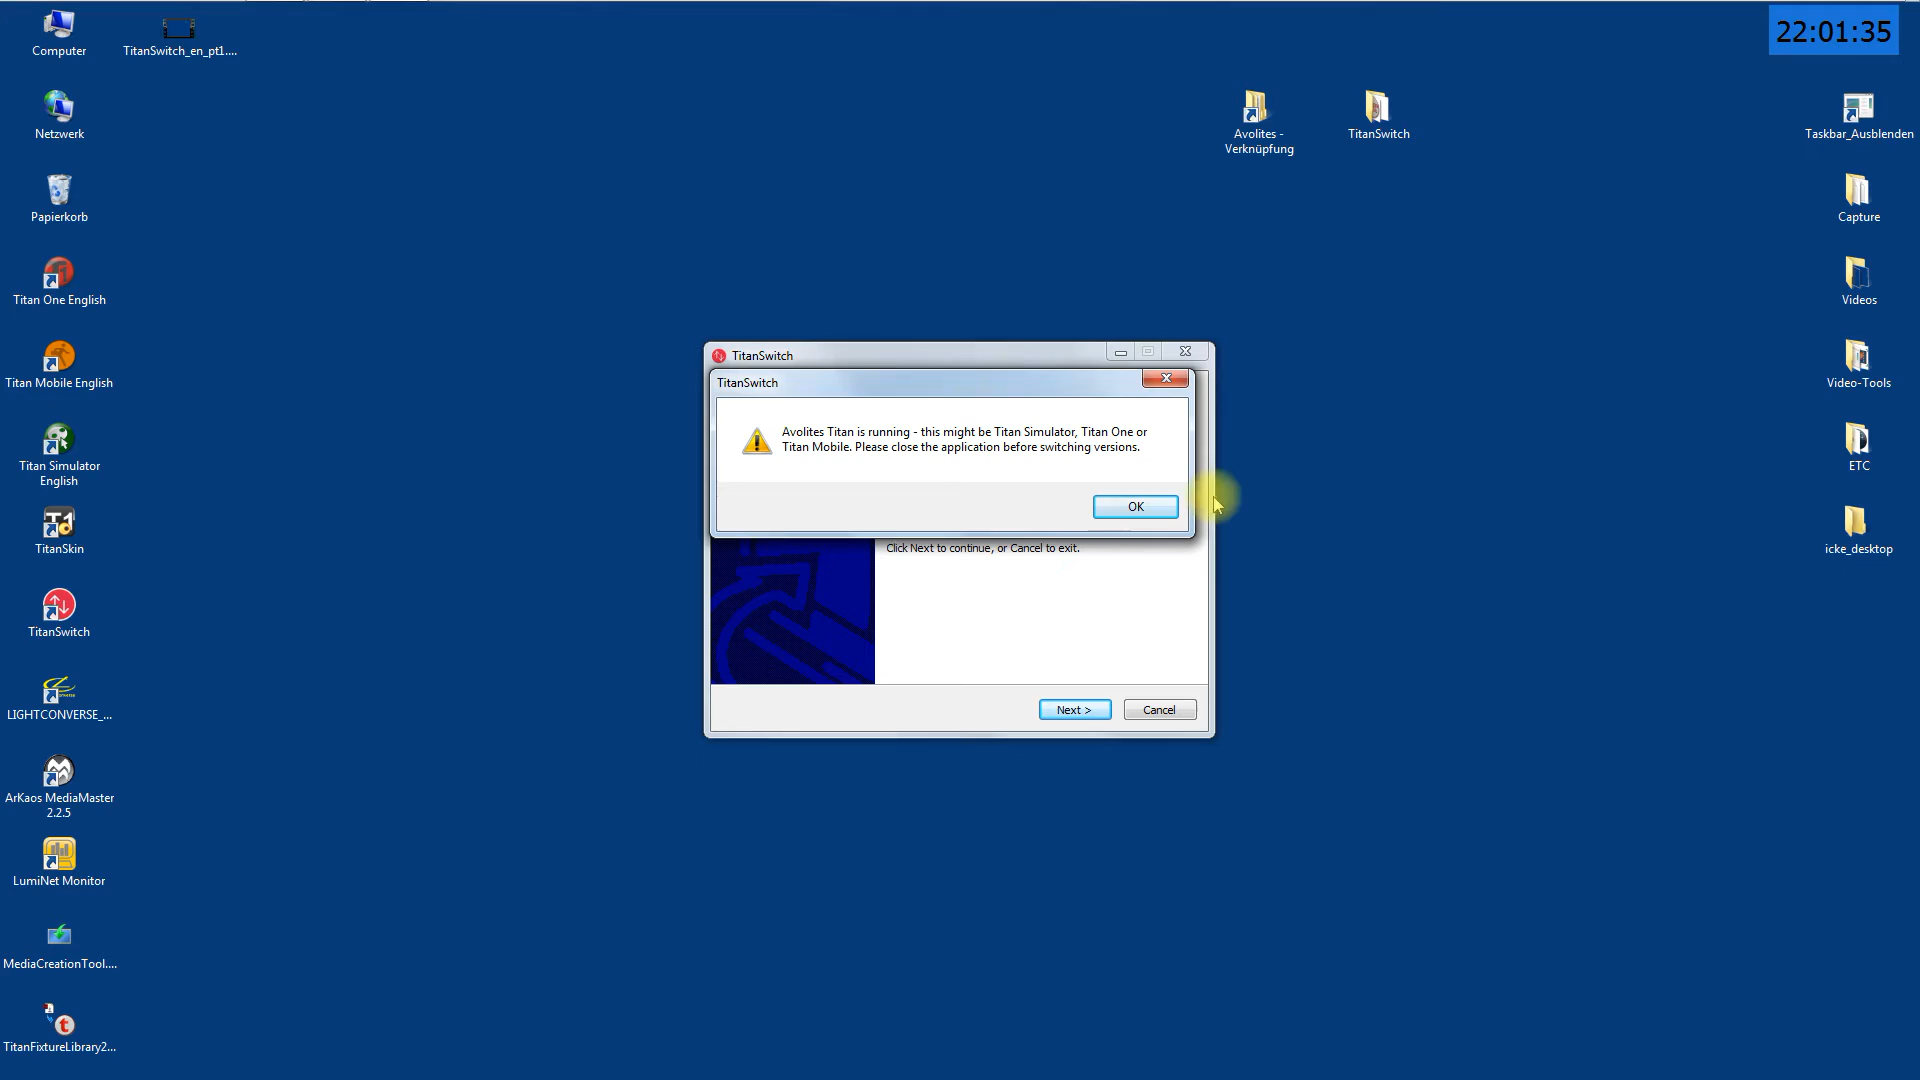 22:01:35
Computer
TitanSwitch_en_pt1....
Netzwerk
Avolites -
Verknüpfung
TitanSwitch
Taskbar_Ausblenden
Papierkorb
Capture
Titan One English
Videos
Titan Mobile English
Video-Tools
Titan Simulator
English
ETC
TitanSkin
icke_desktop
TitanSwitch
LIGHTCONVERSE_...
ArKaos MediaMaster
2.2.5
LumiNet Monitor
MediaCreationTool....
TitanFixtureLibrary2...
TitanSwitch
TitanSwitch
Avolites Titan is running - this might be Titan Simulator, Titan One or
Titan Mobile. Please close the application before switching versions.
OK
Click Next to continue, or Cancel to exit.
Next >
Cancel